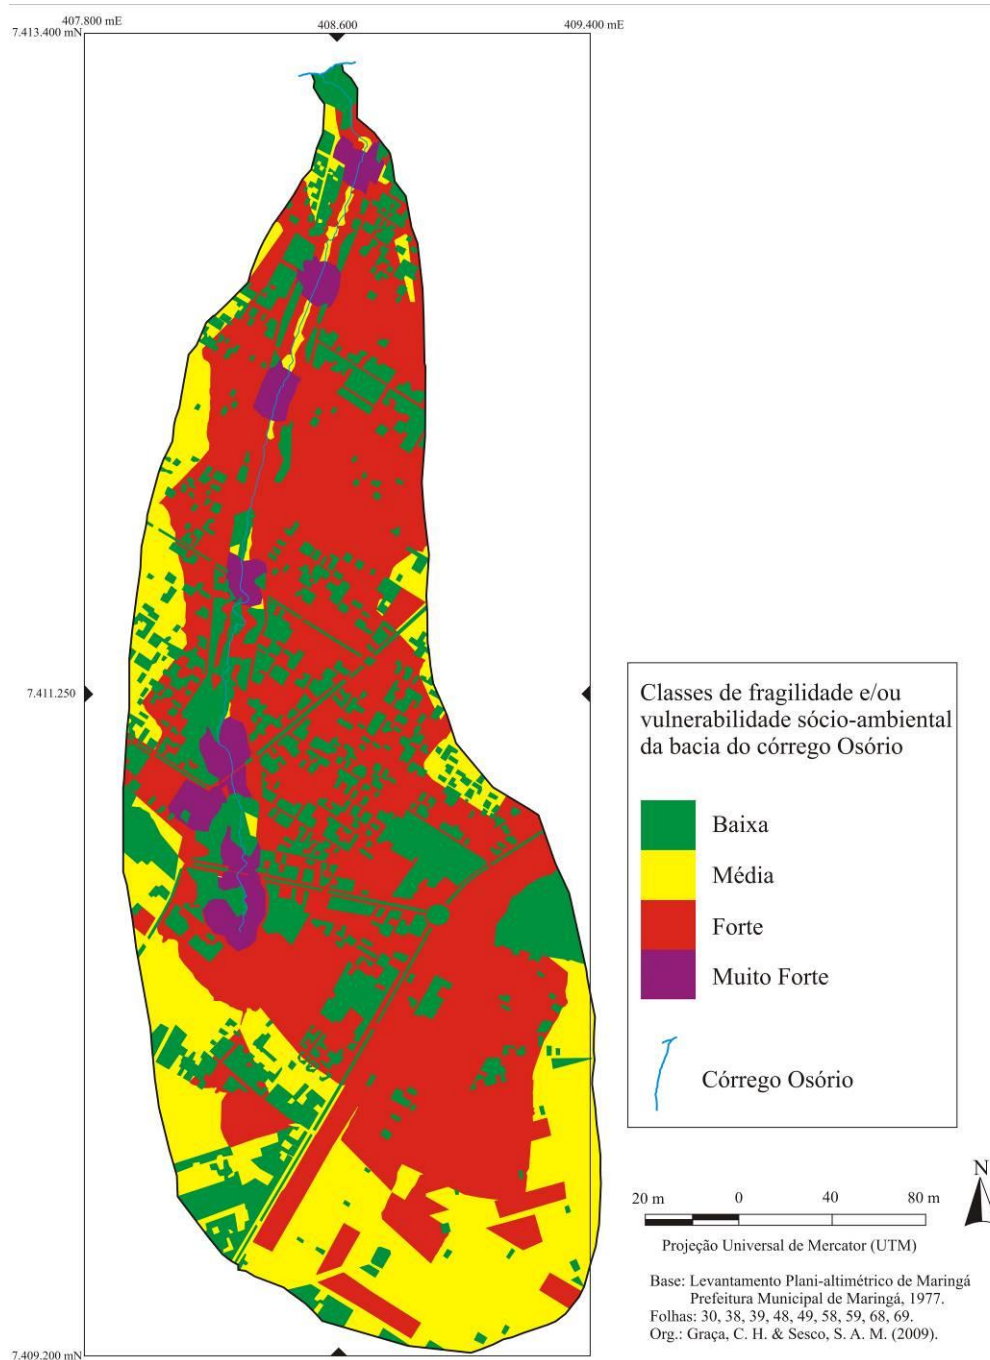 407.800 mE
408.600
409.400 mE
7.413.400 mN
7.411.250
Classes de fragilidade e/ou
vulnerabilidade sócio-ambiental
da bacia do córrego Osório
Baixa
Média
Forte
Muito Forte
Córrego Osório
N
20 m 0 40 80 m
Projeção Universal de Mercator (UTM)
Base: Levantamento Plani-altimétrico de Maringá
Prefeitura Municipal de Maringá, 1977.
Folhas: 30, 38, 39, 48, 49, 58, 59, 68, 69.
Org.: Graça, C. H. & Sesco, S. A. M. (2009).
7.409.200 mN